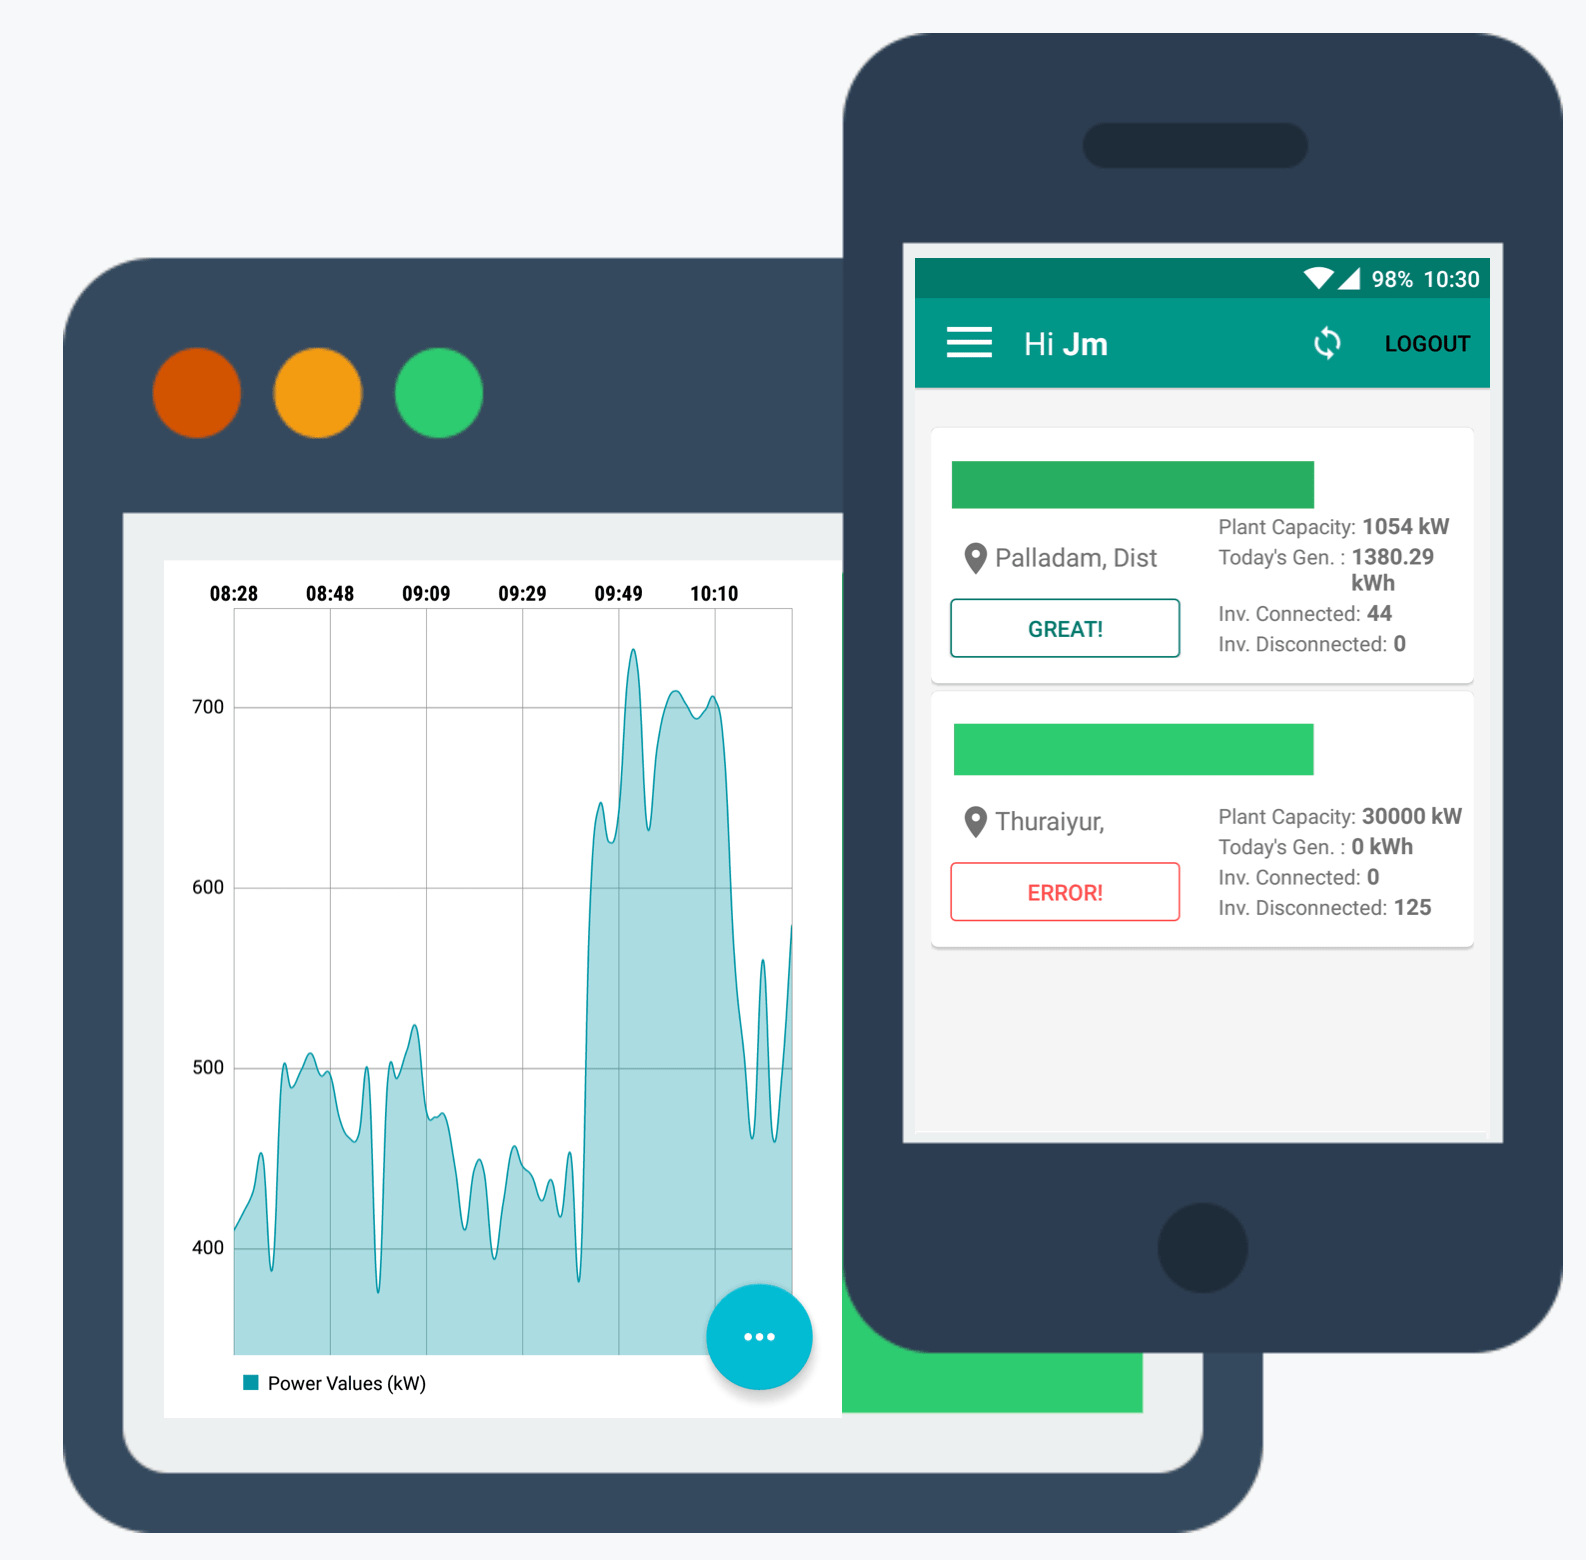 98% 10:30
Hi Jm
LOGOUT
Plant Capacity: 1054 kW
Palladam, Dist
Today's Gen. : 1380.29
kWh
GREAT!
Inv. Connected: 44
Inv. Disconnected: 0
Thuraiyur,
Plant Capacity: 30000 kW
Today's Gen. : 0 kWh
ERROR!
Inv. Connected: 0
Inv. Disconnected: 125
08:28 08:48 09:09 09:29 09:49 10:10
700
600
500
400
Power Values (kW)